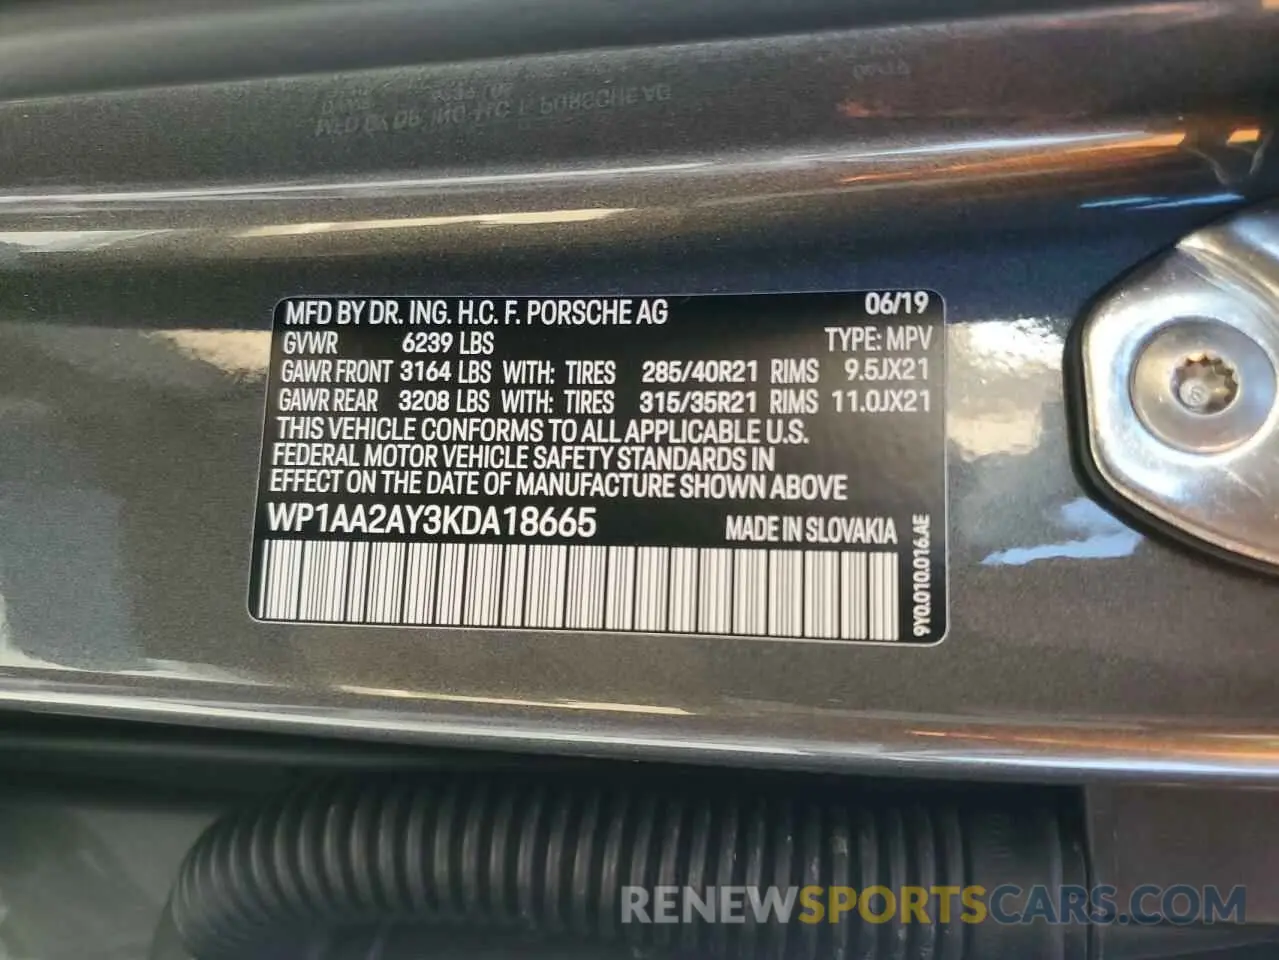 MFD BY DR. ING. H.C. F. PORSCHE AG 06/19
GVWR 6239 LBS TYPE: MPV
GAWR FRONT 3164 LBS WITH: TIRES 285/40R21 RIMS 9.5JX21
GAWR REAR 3208 LBS WITH: TIRES 315/35R21 RIMS 11.0JX21
THIS VEHICLE CONFORMS TO ALL APPLICABLE U.S.
FEDERAL MOTOR VEHICLE SAFETY STANDARDS IN
EFFECT ON THE DATE OF MANUFACTURE SHOWN ABOVE
WP1AA2AY3KDA18665 MADE IN SLOVAKIA
9Y0.010.016.AE
RENEWSPORTSCARS.COM